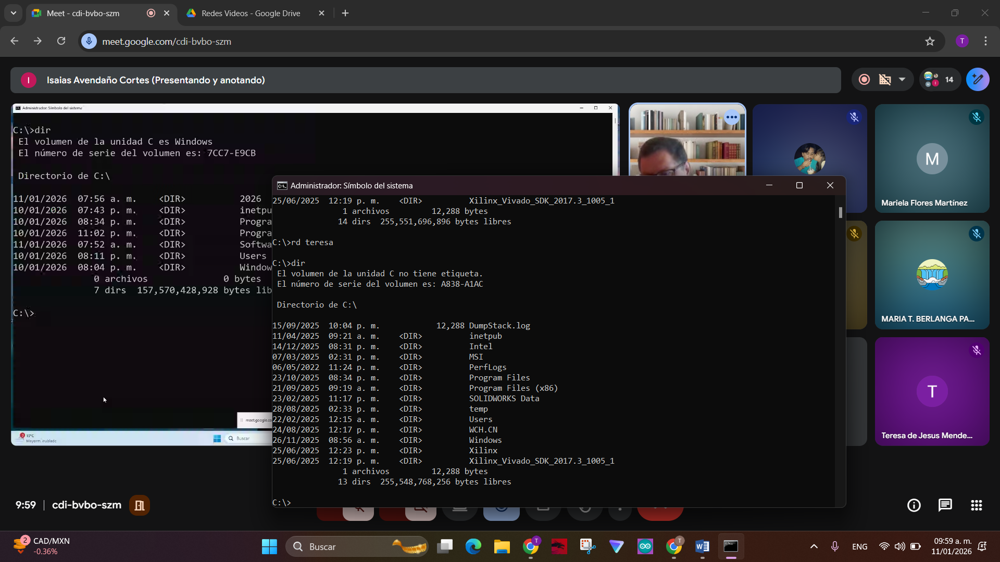 Meet - cdi-bvbo-szm
Redes Videos - Google Drive
meet.google.com/cdi-bvbo-szm
T
I
Isaias Avendaño Cortes (Presentando y anotando)
14
Administrador: Símbolo del sistema
C:\>dir
El volumen de la unidad C es Windows
El número de serie del volumen es: 7CC7-E9CB
Directorio de C:\
11/01/2026 07:56 a. m. <DIR> 2026
10/01/2026 07:43 p. m. <DIR> inetpu
10/01/2026 08:34 p. m. <DIR> Progra
10/01/2026 11:02 p. m. <DIR> Progra
11/01/2026 07:52 a. m. <DIR> Softwa
10/01/2026 08:11 p. m. <DIR> Users
10/01/2026 08:04 p. m. <DIR> Window
0 archivos 0 bytes
7 dirs 157,570,428,928 bytes lib
C:\>
meet.google.co
15°C
Mayorm. nublado
Buscar
Administrador: Símbolo del sistema
25/06/2025 12:19 p. m. <DIR> Xilinx_Vivado_SDK_2017.3_1005_1
1 archivos 12,288 bytes
14 dirs 255,551,696,896 bytes libres
C:\>rd teresa
C:\>dir
El volumen de la unidad C no tiene etiqueta.
El número de serie del volumen es: A838-A1AC
Directorio de C:\
15/09/2025 10:04 p. m. 12,288 DumpStack.log
11/04/2025 09:21 a. m. <DIR> inetpub
14/12/2025 08:31 p. m. <DIR> Intel
07/03/2025 02:31 p. m. <DIR> MSI
06/05/2022 11:24 p. m. <DIR> PerfLogs
23/10/2025 08:34 p. m. <DIR> Program Files
21/09/2025 09:19 a. m. <DIR> Program Files (x86)
23/02/2025 11:17 p. m. <DIR> SOLIDWORKS Data
28/08/2025 02:33 p. m. <DIR> temp
22/02/2025 12:15 a. m. <DIR> Users
24/08/2025 12:17 p. m. <DIR> WCH.CN
26/11/2025 08:56 a. m. <DIR> Windows
25/06/2025 12:23 p. m. <DIR> Xilinx
25/06/2025 12:19 p. m. <DIR> Xilinx_Vivado_SDK_2017.3_1005_1
1 archivos 12,288 bytes
13 dirs 255,548,768,256 bytes libres
C:\>
M
Mariela Flores Martínez
MARIA T. BERLANGA PA...
T
Teresa de Jesus Mende...
9:59 | cdi-bvbo-szm
2
CAD/MXN
-0.36%
Buscar
ENG
09:59 a. m.
11/01/2026